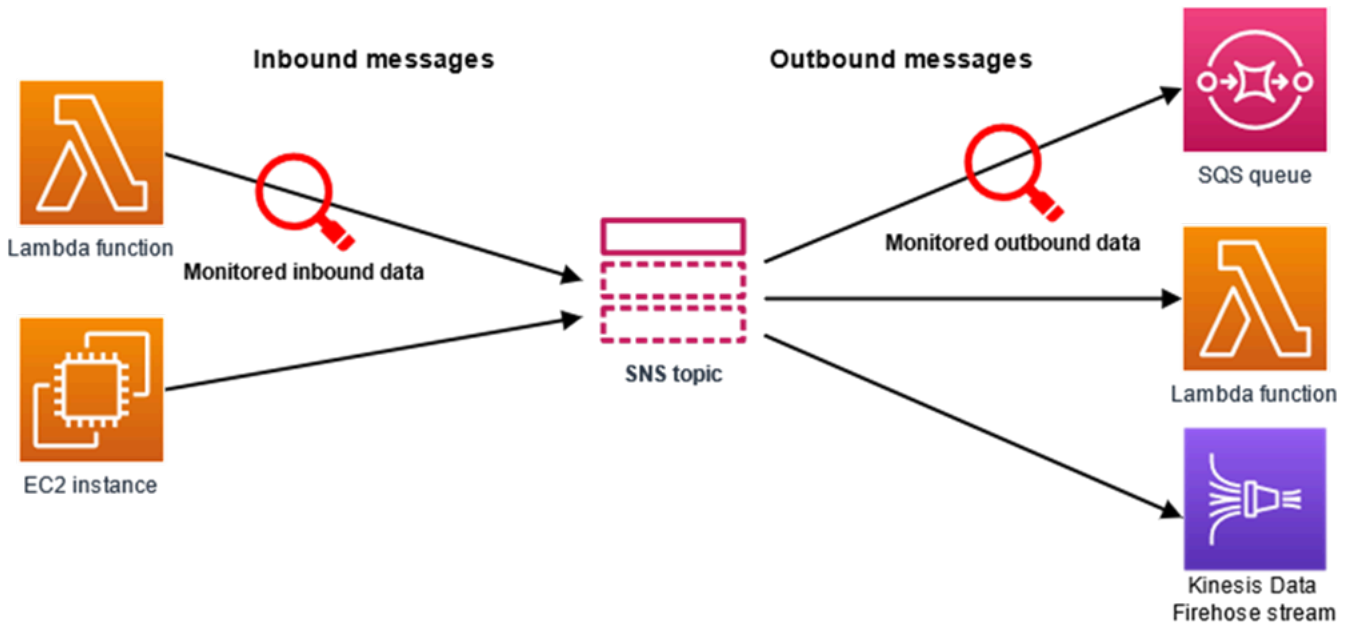 Inbound messages
Outbound messages
Lambda function
Monitored inbound data
EC2 instance
SNS topic
Monitored outbound data
SQS queue
Lambda function
Kinesis Data
Firehose stream